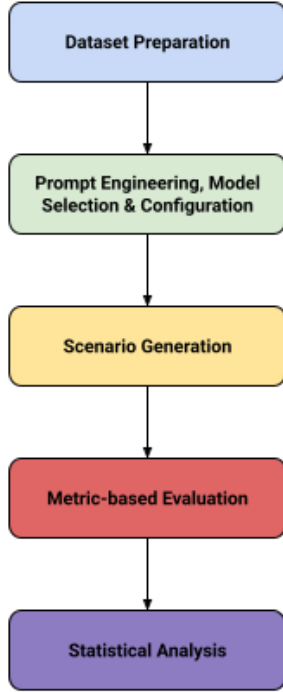 Dataset Preparation
Prompt Engineering, Model
Selection & Configuration
Scenario Generation
Metric-based Evaluation
Statistical Analysis